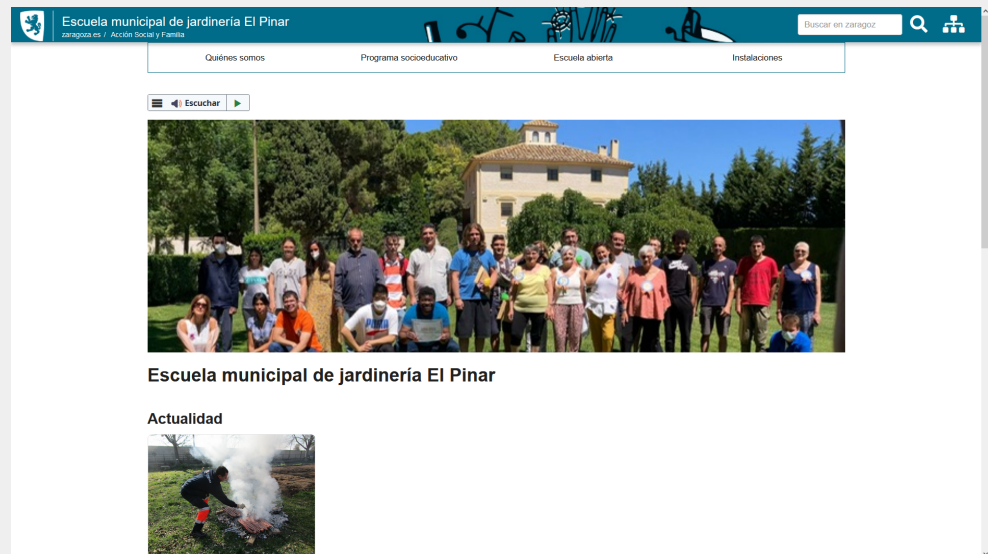 Escuela municipal de jardinería El Pinar
zaragoza.es / Acción Social y Familia
Buscar en zaragoz
Quiénes somos
Programa socioeducativo
Escuela abierta
Instalaciones
Escuchar
Escuela municipal de jardinería El Pinar
Actualidad